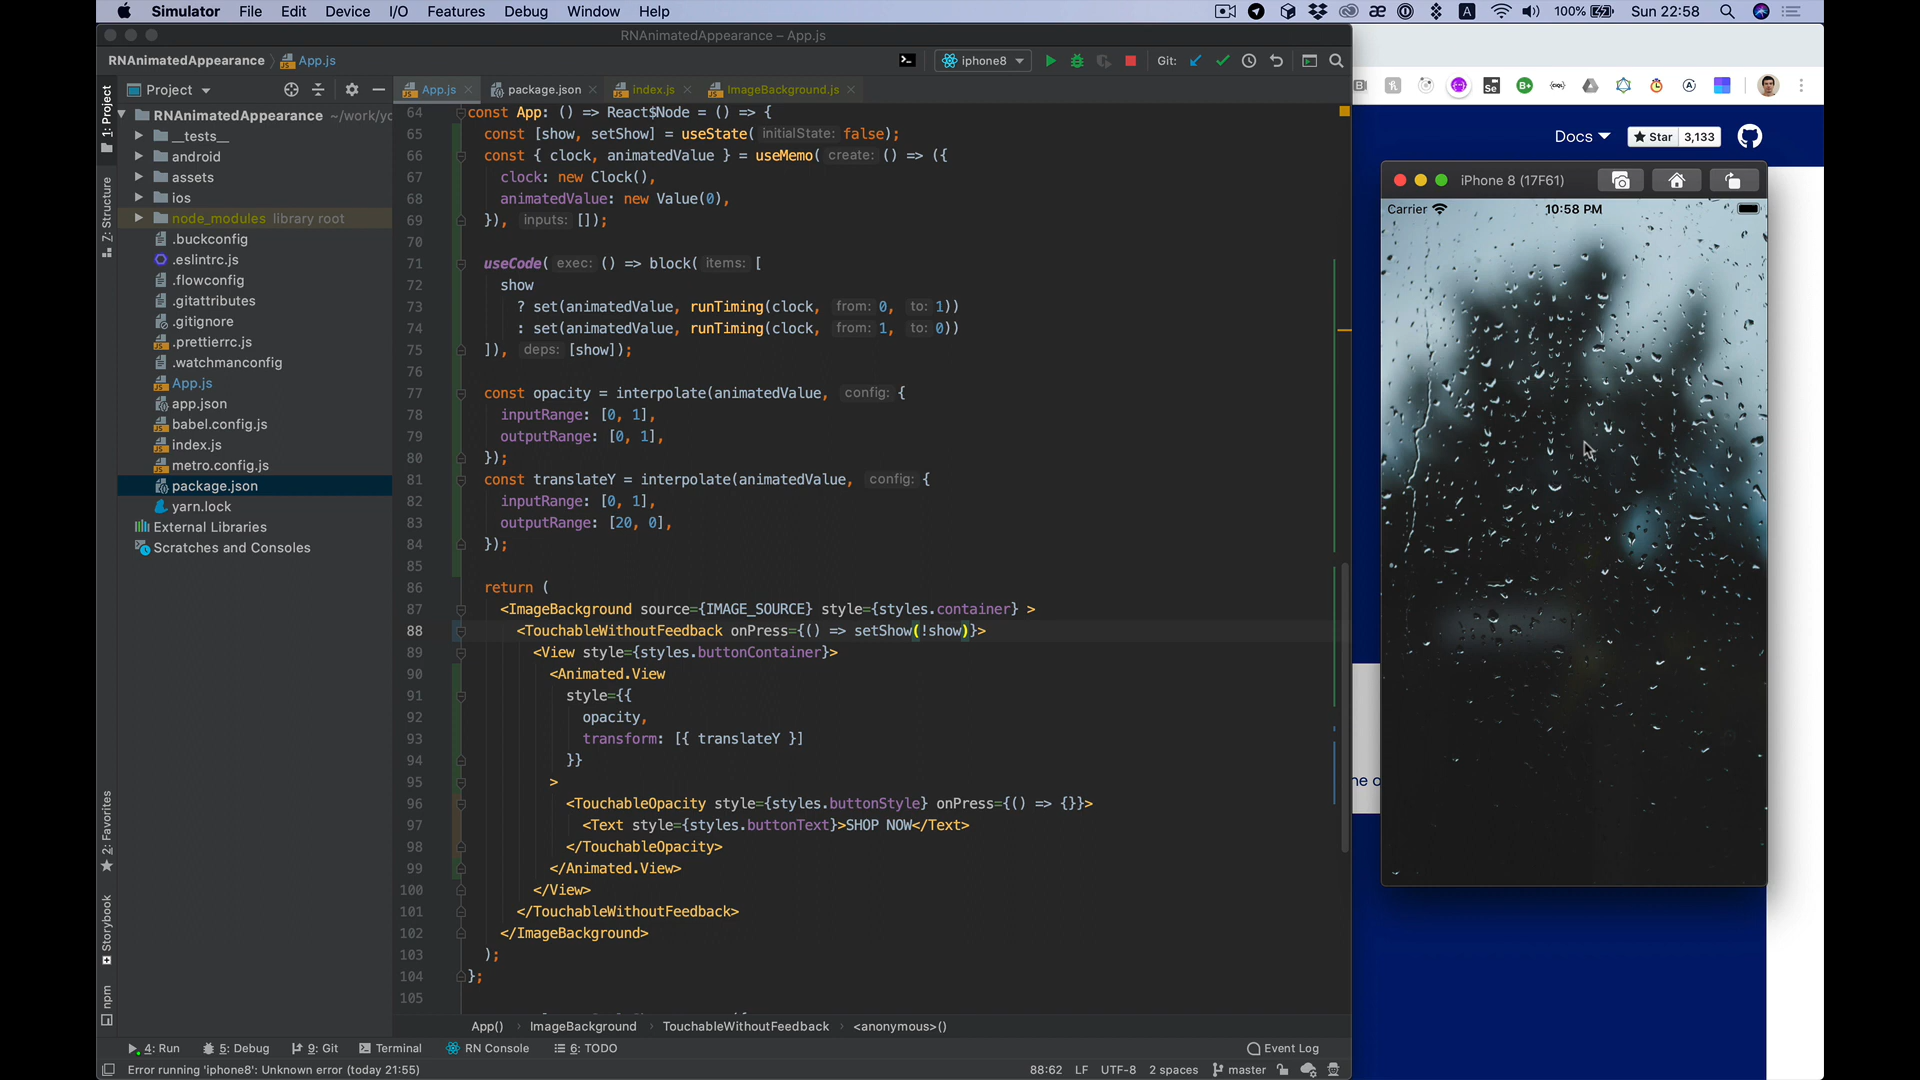 Simulator File Edit Device I/O Features Debug Window Help 100% Sun 22:58
RNAnimatedAppearance – App.js
RNAnimatedAppearance App.js iphone8 Git:
Project App.js package.json index.js ImageBackground.js
1: Project
Z: Structure
2: Favorites
Storybook
npm
RNAnimatedAppearance ~/work/yo
__tests__
android
assets
ios
node_modules library root
.buckconfig
.eslintrc.js
.flowconfig
.gitattributes
.gitignore
.prettierrc.js
.watchmanconfig
App.js
app.json
babel.config.js
index.js
metro.config.js
package.json
yarn.lock
External Libraries
Scratches and Consoles
64 const App: () => React$Node = () => {
65 const [show, setShow] = useState( initialState: false);
66 const { clock, animatedValue } = useMemo( create: () => ({
67 clock: new Clock(),
68 animatedValue: new Value(0),
69 }), inputs: []);
70
71 useCode( exec: () => block( items: [
72 show
73 ? set(animatedValue, runTiming(clock, from: 0, to: 1))
74 : set(animatedValue, runTiming(clock, from: 1, to: 0))
75 ]), deps: [show]);
76
77 const opacity = interpolate(animatedValue, config: {
78 inputRange: [0, 1],
79 outputRange: [0, 1],
80 });
81 const translateY = interpolate(animatedValue, config: {
82 inputRange: [0, 1],
83 outputRange: [20, 0],
84 });
85
86 return (
87 <ImageBackground source={IMAGE_SOURCE} style={styles.container} >
88 <TouchableWithoutFeedback onPress={() => setShow(!show)}>
89 <View style={styles.buttonContainer}>
90 <Animated.View
91 style={{
92 opacity,
93 transform: [{ translateY }]
94 }}
95 >
96 <TouchableOpacity style={styles.buttonStyle} onPress={() => {}}>
97 <Text style={styles.buttonText}>SHOP NOW</Text>
98 </TouchableOpacity>
99 </Animated.View>
100 </View>
101 </TouchableWithoutFeedback>
102 </ImageBackground>
103 );
104 };
105
App() ImageBackground TouchableWithoutFeedback <anonymous>()
4: Run 5: Debug 9: Git Terminal RN Console 6: TODO Event Log
Error running 'iphone8': Unknown error (today 21:55) 88:62 LF UTF-8 2 spaces master
Docs Star 3,133
iPhone 8 (17F61)
Carrier 10:58 PM
ne o